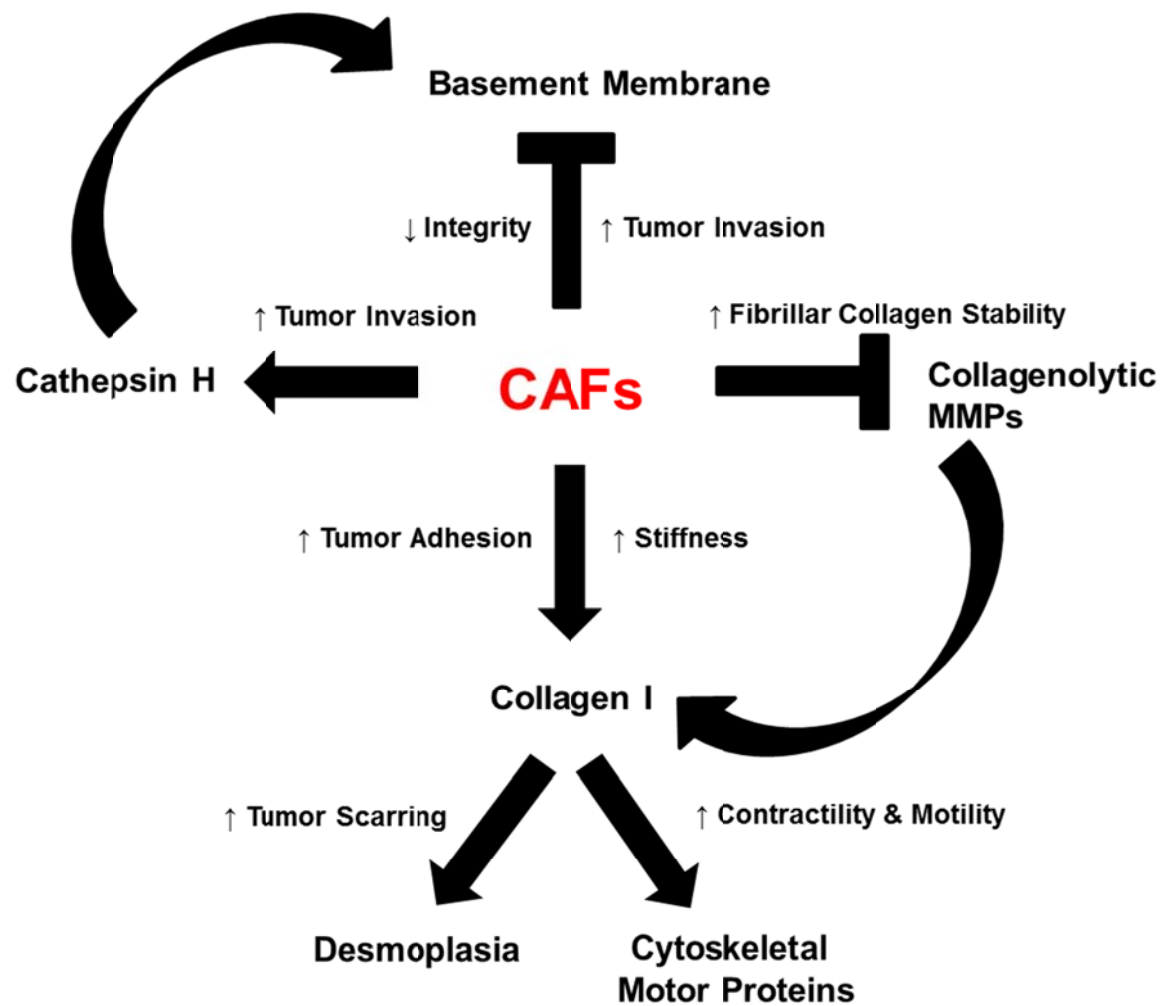 Basement Membrane
↓ Integrity
↑ Tumor Invasion
↑ Tumor Invasion
↑ Fibrillar Collagen Stability
Cathepsin H
CAFs
Collagenolytic
MMPs
↑ Tumor Adhesion
↑ Stiffness
Collagen I
↑ Tumor Scarring
↑ Contractility & Motility
Desmoplasia
Cytoskeletal
Motor Proteins